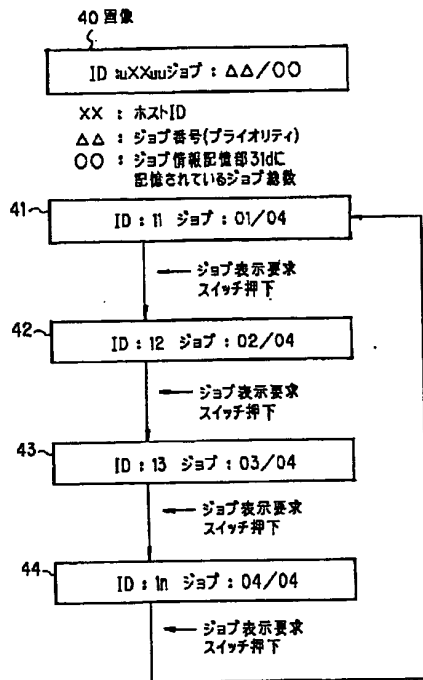 40 画像
ID :uXXuuジョブ : △△/○○
XX : ホストID
△△ : ジョブ番号(プライオリティ)
○○ : ジョブ情報記憶部31dに
記憶されているジョブ総数
41
ID : 11 ジョブ : 01/04
ジョブ表示要求
スイッチ押下
42
ID : 12 ジョブ : 02/04
ジョブ表示要求
スイッチ押下
43
ID : 13 ジョブ : 03/04
ジョブ表示要求
スイッチ押下
44
ID : 1n ジョブ : 04/04
ジョブ表示要求
スイッチ押下